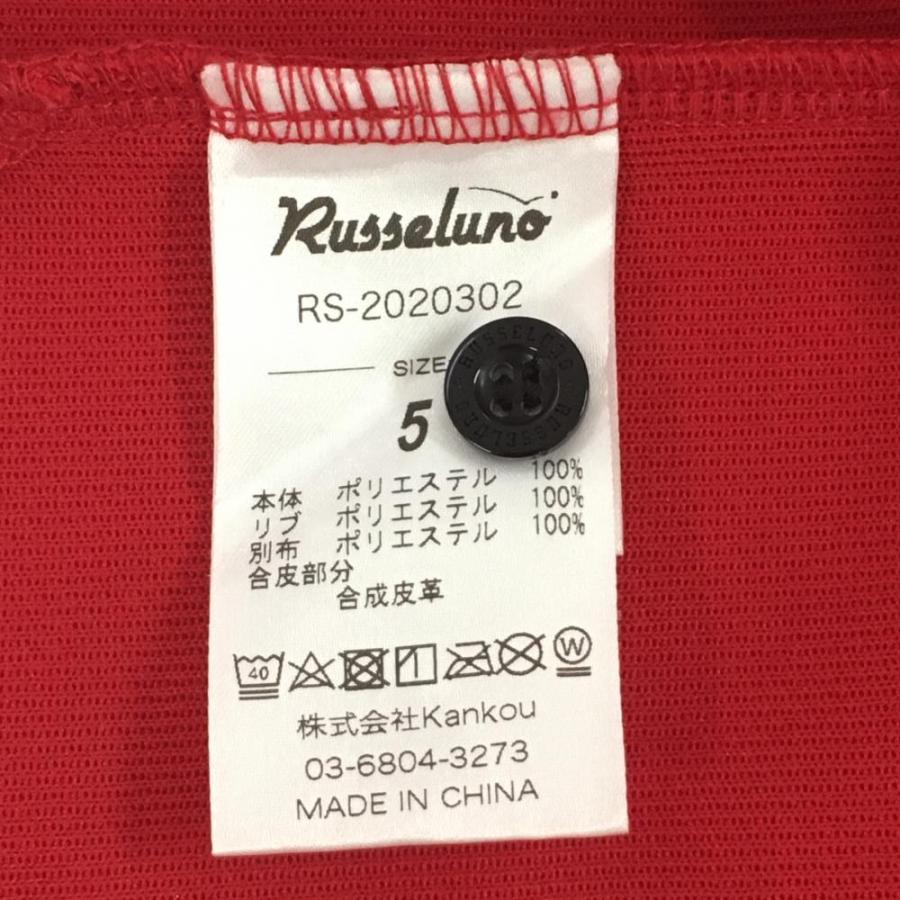 Russeluno
RS-2020302
SIZE
5
本体 ポリエステル 100%
リブ ポリエステル 100%
別布 ポリエステル 100%
合皮部分
合成皮革
40
W
株式会社Kankou
03-6804-3273
MADE IN CHINA
RUSSELUNO
RUSSELUNO